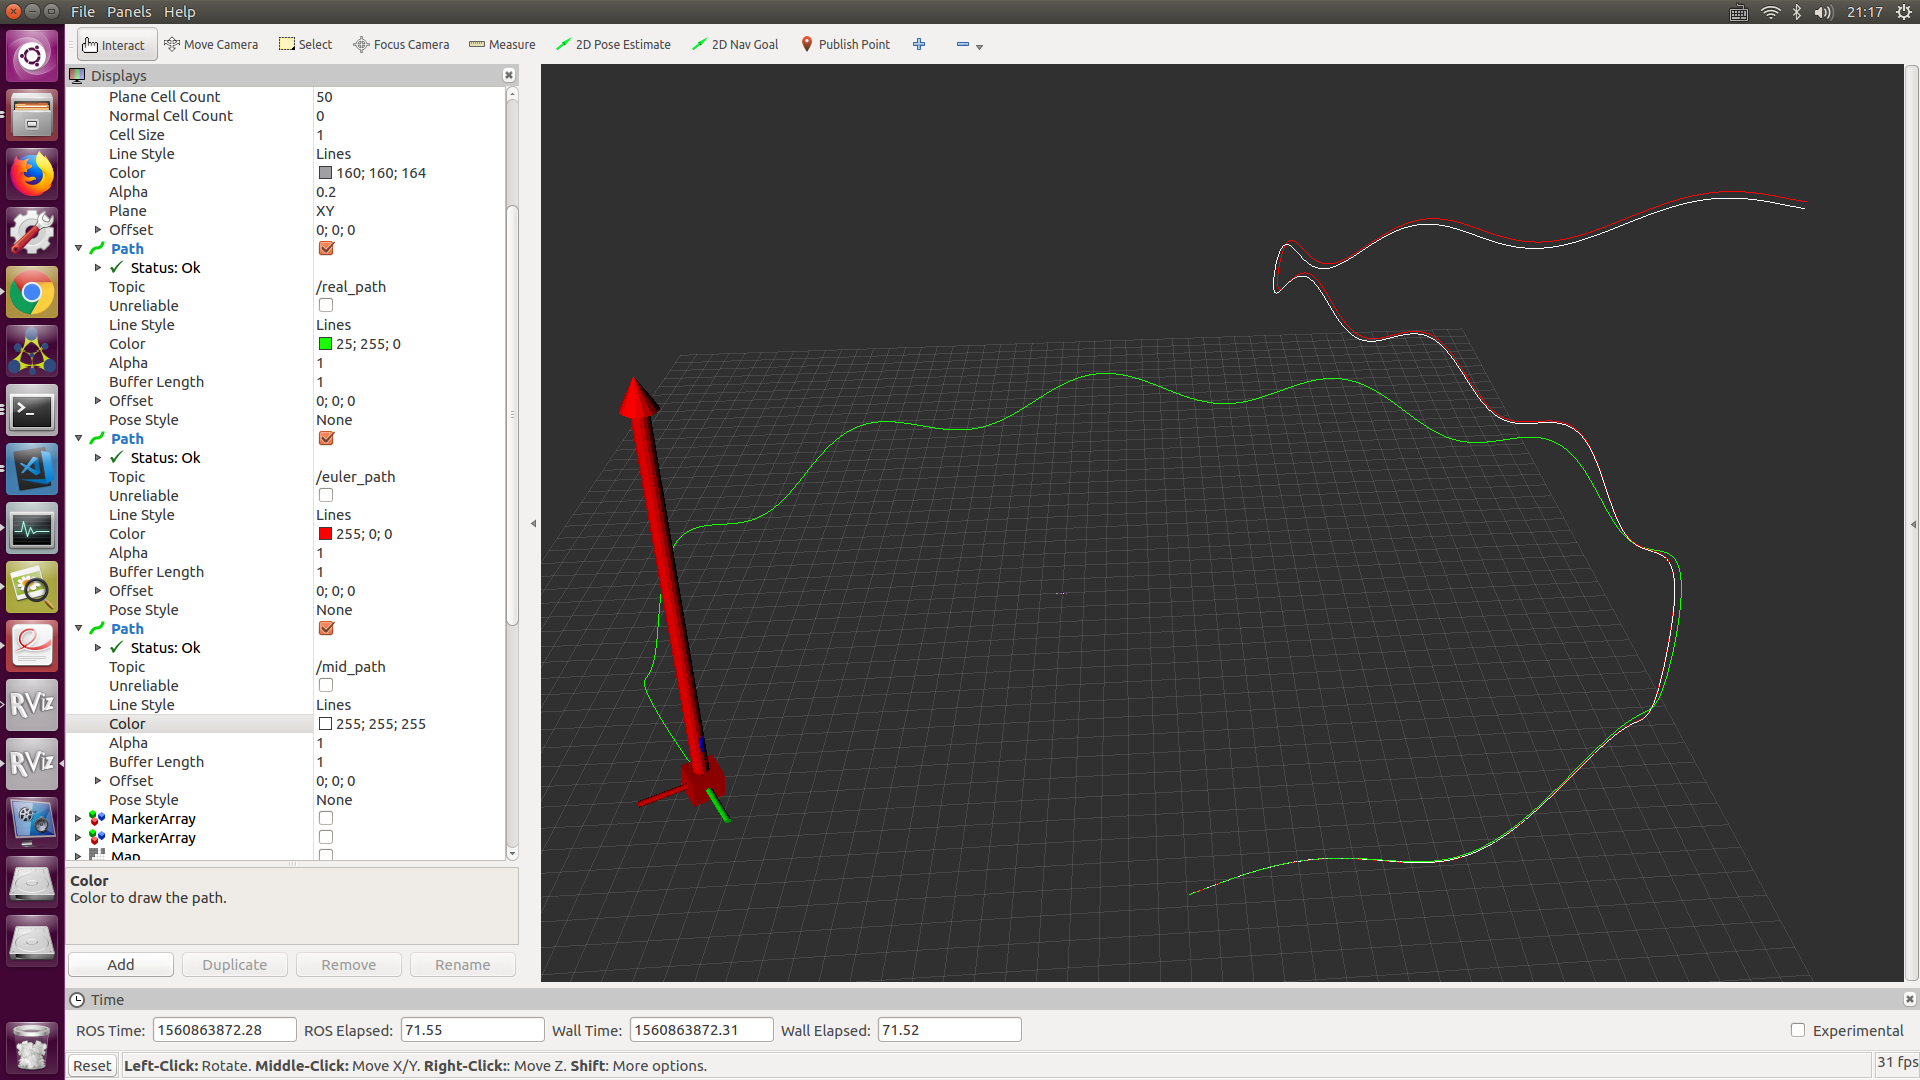 File Panels Help
21:17
Interact Move Camera Select Focus Camera Measure 2D Pose Estimate 2D Nav Goal Publish Point
Displays
Plane Cell Count 50
Normal Cell Count 0
Cell Size 1
Line Style Lines
Color 160; 160; 164
Alpha 0.2
Plane XY
Offset 0; 0; 0
Path
Status: Ok
Topic /real_path
Unreliable
Line Style Lines
Color 25; 255; 0
Alpha 1
Buffer Length 1
Offset 0; 0; 0
Pose Style None
Path
Status: Ok
Topic /euler_path
Unreliable
Line Style Lines
Color 255; 0; 0
Alpha 1
Buffer Length 1
Offset 0; 0; 0
Pose Style None
Path
Status: Ok
Topic /mid_path
Unreliable
Line Style Lines
Color 255; 255; 255
Alpha 1
Buffer Length 1
Offset 0; 0; 0
Pose Style None
MarkerArray
MarkerArray
Map
RViz
RViz
Color
Color to draw the path.
Add Duplicate Remove Rename
Time
ROS Time: 1560863872.28 ROS Elapsed: 71.55 Wall Time: 1560863872.31 Wall Elapsed: 71.52 Experimental
Reset Left-Click: Rotate. Middle-Click: Move X/Y. Right-Click:: Move Z. Shift: More options. 31 fps